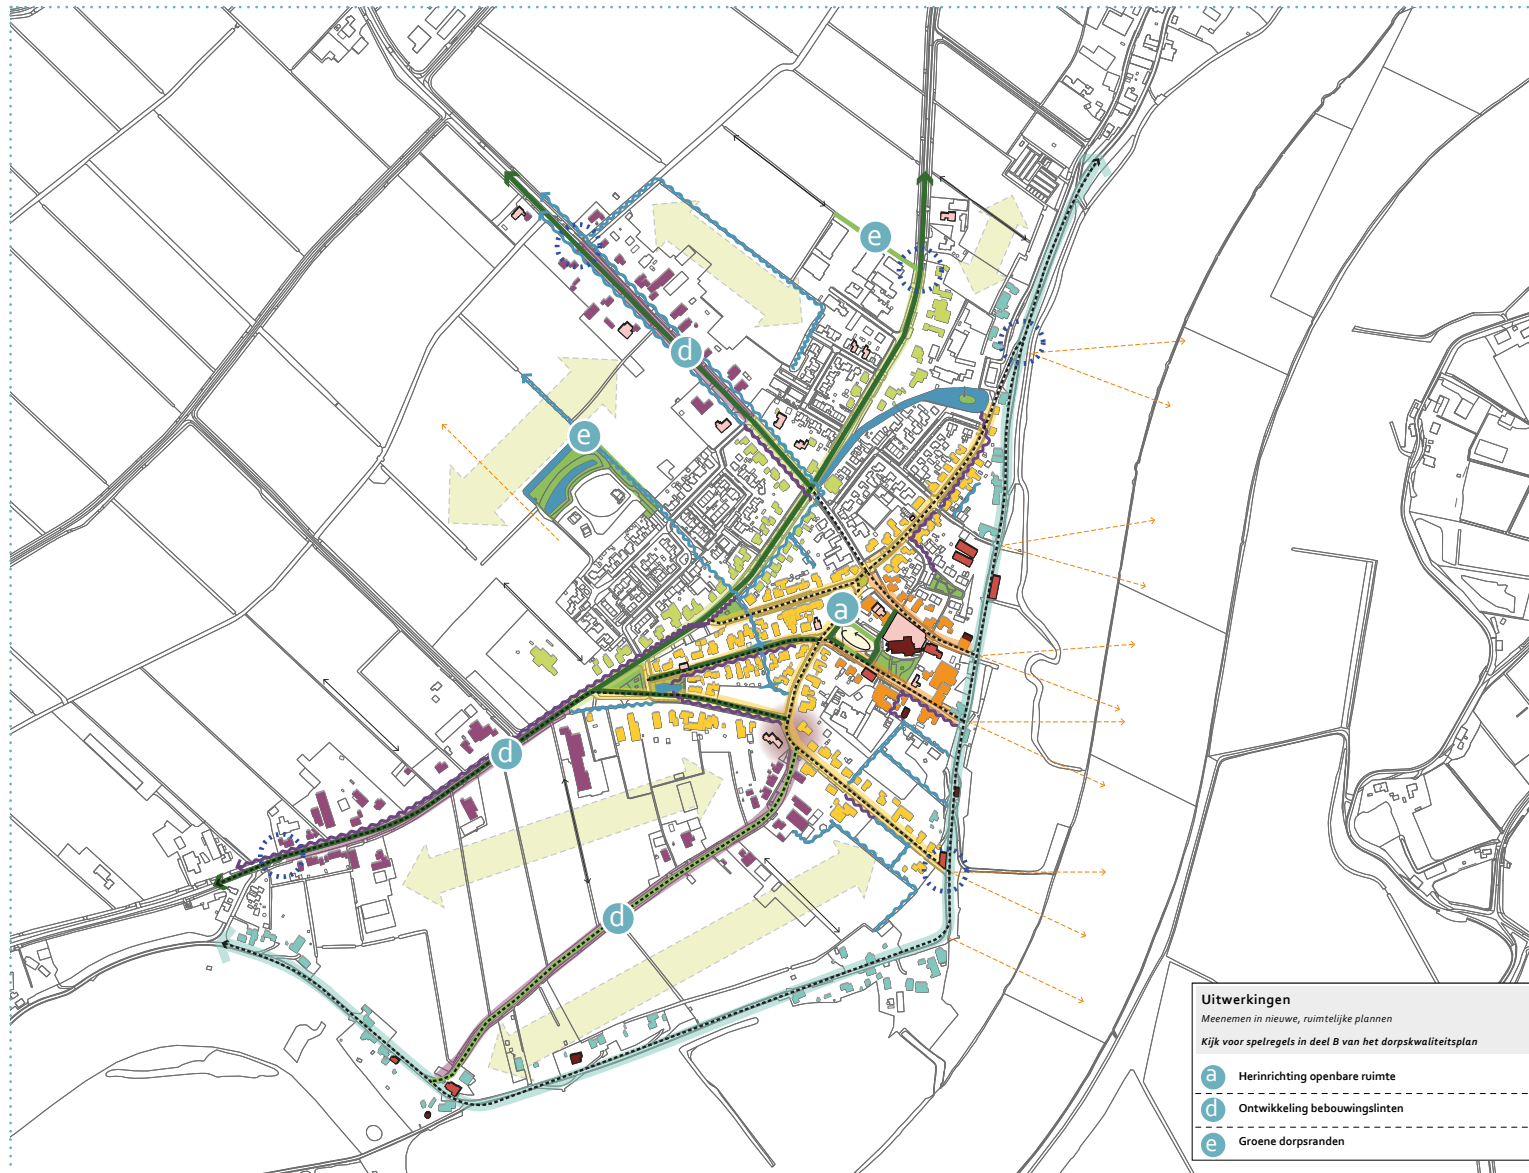 e
d
e
a
d
d
Uitwerkingen
Meenemen in nieuwe, ruimtelijke plannen
Kijk voor spelregels in deel B van het dorpskwaliteitsplan
a Herinrichting openbare ruimte
d Ontwikkeling bebouwingslinten
e Groene dorpsranden